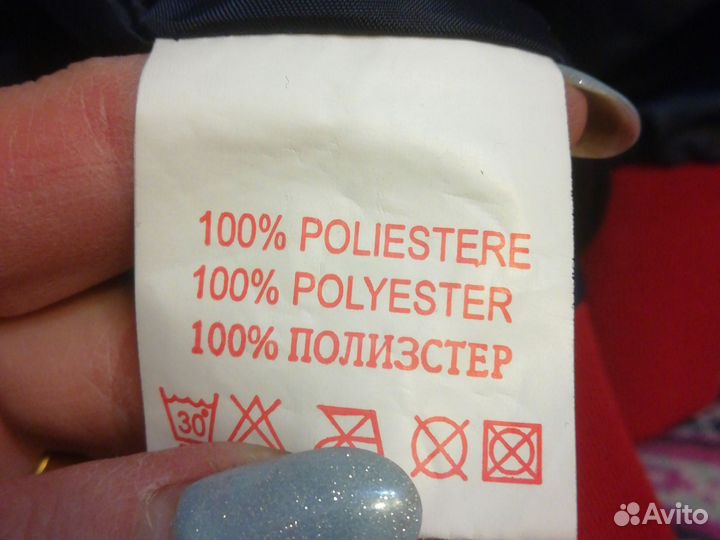 100% POLIESTERE
100% POLYESTER
100% ПОЛИЗСТЕР
30°
Avito